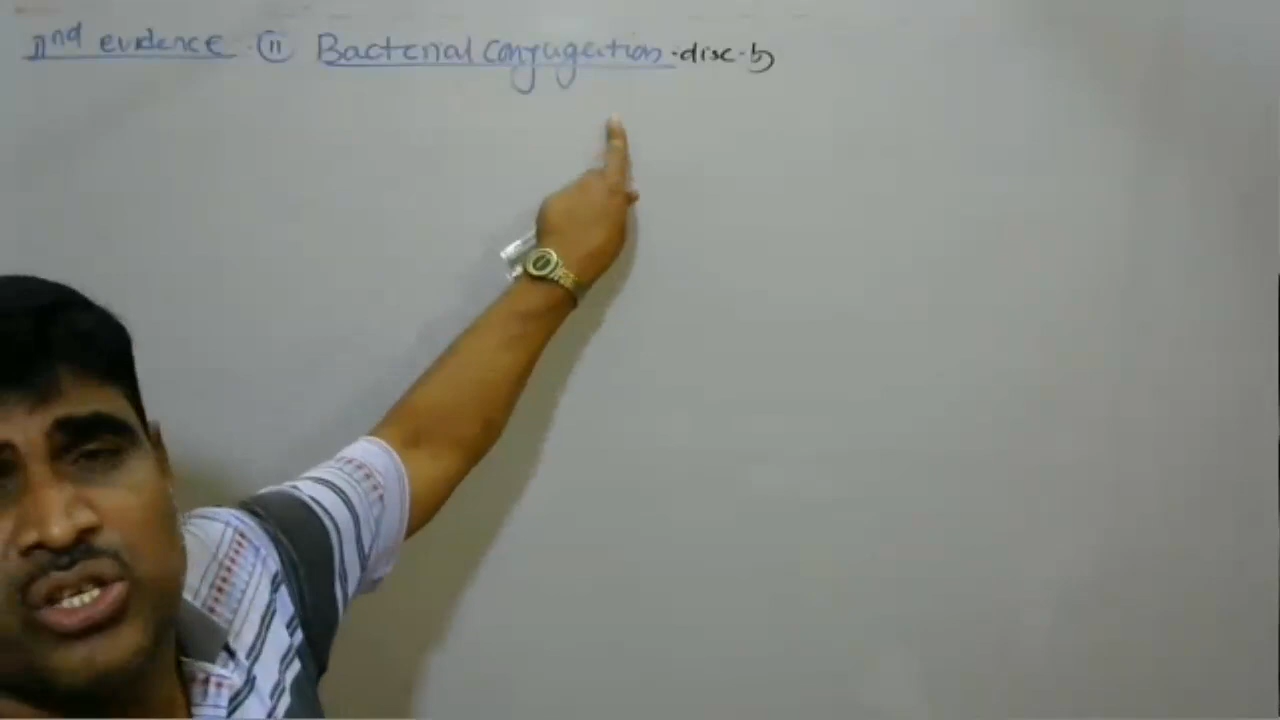 IInd evidence (ii) Bacterial conjugation - disc - by